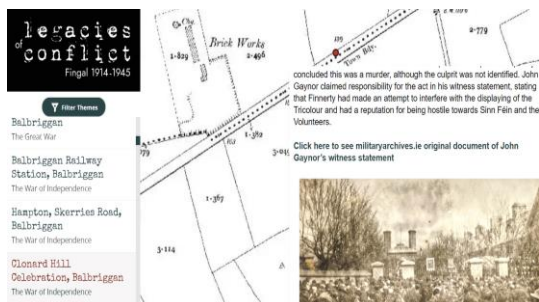 legacies
of
conflict
Fingal 1914-1945
Filter Themes
Balbriggan
The Great War
Balbriggan Railway
Station, Balbriggan
The War of Independence
Hampton, Skerries Road,
Balbriggan
The War of Independence
Clonard Hill
Celebration, Balbriggan
The War of Independence
Brick Works
1·829
2·496
1·382
779
1·367
3·114
2·779
Town Bdy.
concluded this was a murder, although the culprit was not identified. John
Gaynor claimed responsibility for the act in his witness statement, stating
that Finnerty had made an attempt to interfere with the displaying of the
Tricolour and had a reputation for being hostile towards Sinn Féin and the
Volunteers.
Click here to see militaryarchives.ie original document of John
Gaynor's witness statement